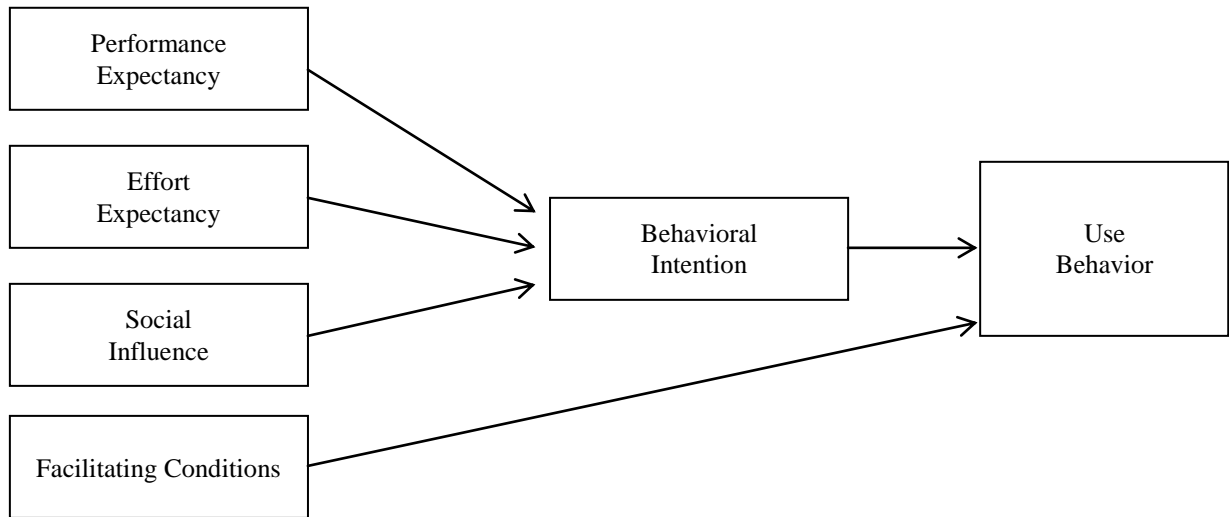 Performance
Expectancy
Effort
Expectancy
Social
Influence
Facilitating Conditions
Behavioral
Intention
Use
Behavior